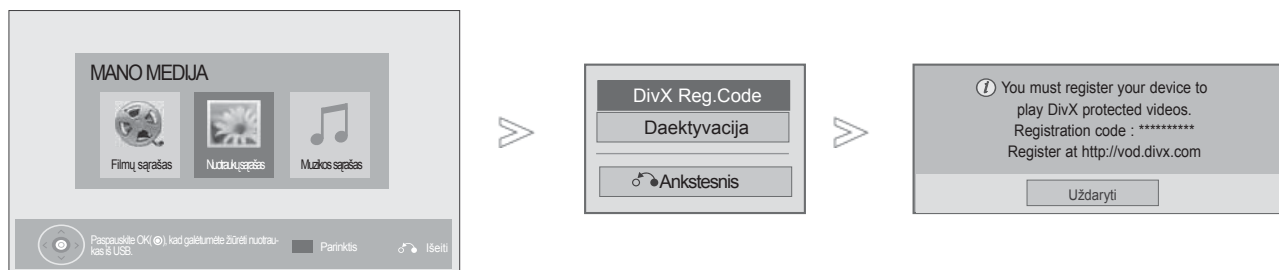 MANO MEDIJA
Filmų sąrašas
Nuotraukų sąrašas
Muzikos sąrašas
Paspauskite OK(◉), kad galėtumėte žiūrėti nuotrau-
kas iš USB.
Parinktis
Išeiti
DivX Reg.Code
Daektyvacija
Ankstesnis
You must register your device to
play DivX protected videos.
Registration code : **********
Register at http://vod.divx.com
Uždaryti